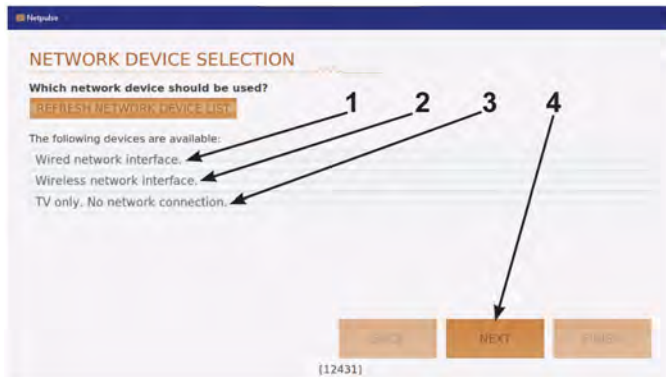 Netpulse
NETWORK DEVICE SELECTION
Which network device should be used?
REFRESH NETWORK DEVICE LIST
1 2 3 4
The following devices are available:
Wired network interface.
Wireless network interface.
TV only. No network connection.
BACK NEXT FINISH
[12431]